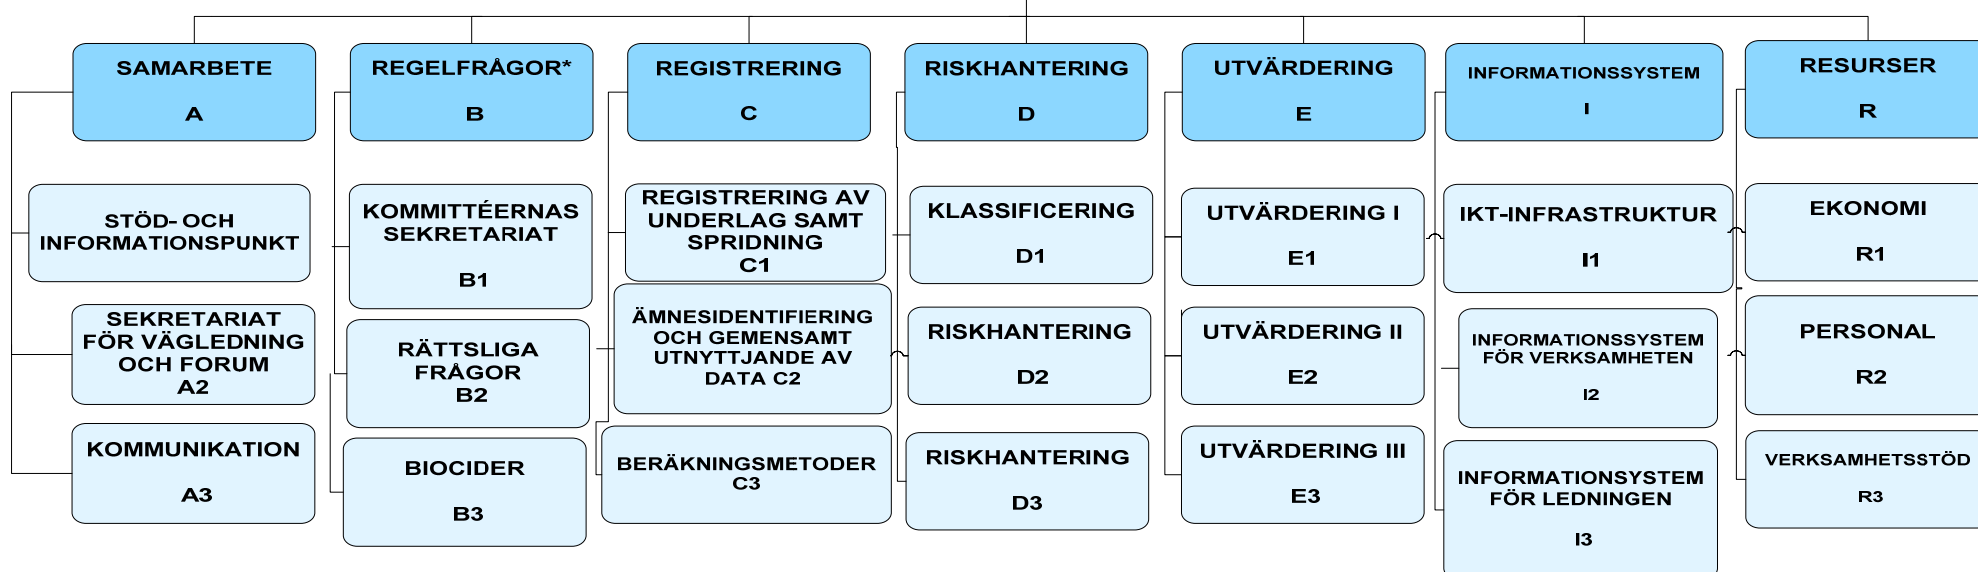 SAMARBETE
A
STÖD- OCH
INFORMATIONSPUNKT
SEKRETARIAT
FÖR VÄGLEDNING
OCH FORUM
A2
KOMMUNIKATION
A3
REGELFRÅGOR*
B
KOMMITTÉERNAS
SEKRETARIAT
B1
RÄTTSLIGA
FRÅGOR
B2
BIOCIDER
B3
REGISTRERING
C
REGISTRERING AV
UNDERLAG SAMT
SPRIDNING
C1
ÄMNESIDENTIFIERING
OCH GEMENSAMT
UTNYTTJANDE AV
DATA C2
BERÄKNINGSMETODER
C3
RISKHANTERING
D
KLASSIFICERING
D1
RISKHANTERING
D2
RISKHANTERING
D3
UTVÄRDERING
E
UTVÄRDERING I
E1
UTVÄRDERING II
E2
UTVÄRDERING III
E3
INFORMATIONSSYSTEM
I
IKT-INFRASTRUKTUR
I1
INFORMATIONSSYSTEM
FÖR VERKSAMHETEN
I2
INFORMATIONSYSTEM
FÖR LEDNINGEN
I3
RESURSER
R
EKONOMI
R1
PERSONAL
R2
VERKSAMHETSSTÖD
R3